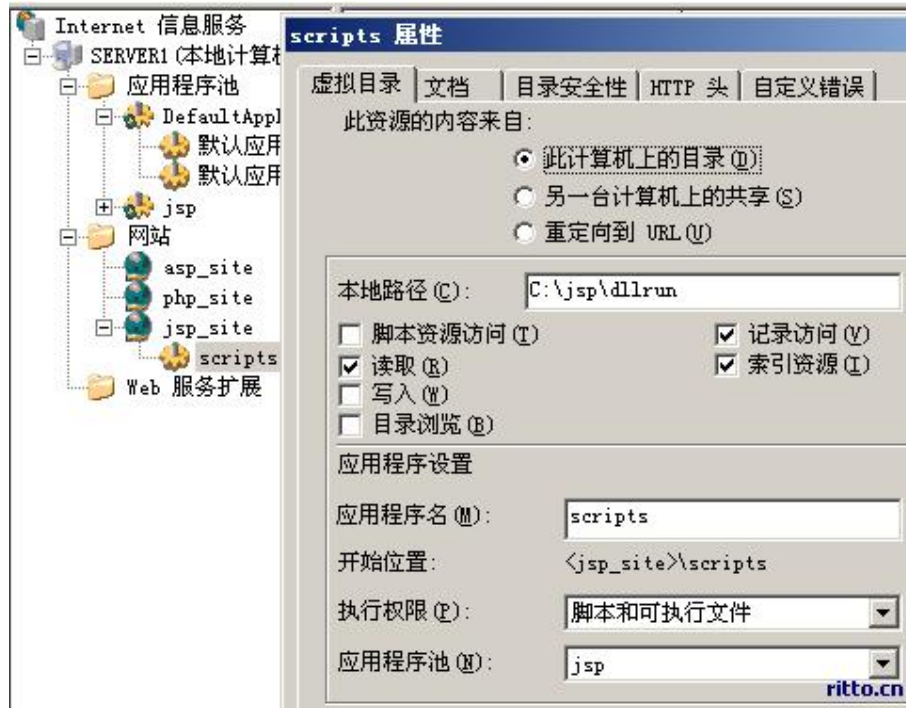 Internet 信息服务
SERVER1 (本地计算机
应用程序池
DefaultAppl
默认应用
默认应用
jsp
网站
asp_site
php_site
jsp_site
scripts
Web 服务扩展
scripts 属性
虚拟目录 文档 目录安全性 HTTP 头 自定义错误
此资源的内容来自:
此计算机上的目录(D)
另一台计算机上的共享(S)
重定向到 URL(U)
本地路径(C): C:\jsp\dllrun
脚本资源访问(T) 记录访问(V)
读取(R) 索引资源(I)
写入(W)
目录浏览(B)
应用程序设置
应用程序名(M): scripts
开始位置: <jsp_site>\scripts
执行权限(P): 脚本和可执行文件
应用程序池(N): jsp
ritto.cn